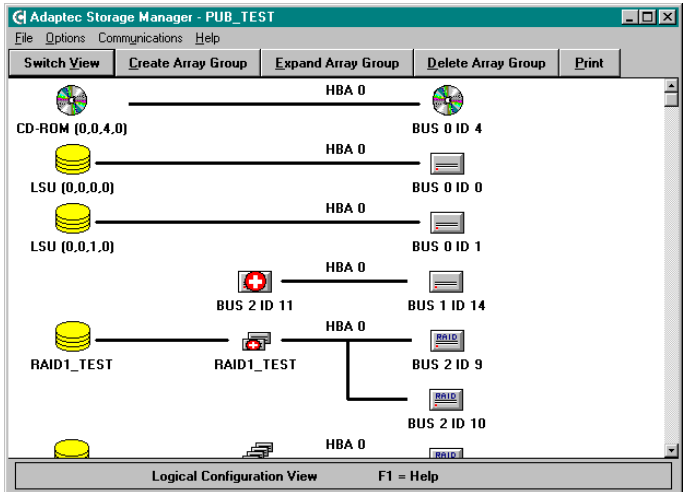 Adaptec Storage Manager - PUB_TEST
File Options Communications Help
Switch View Create Array Group Expand Array Group Delete Array Group Print
HBA 0
CD-ROM (0,0,4,0) BUS 0 ID 4
HBA 0
LSU (0,0,0,0) BUS 0 ID 0
HBA 0
LSU (0,0,1,0) BUS 0 ID 1
HBA 0
BUS 2 ID 11 BUS 1 ID 14
HBA 0
RAID
RAID1_TEST RAID1_TEST BUS 2 ID 9
RAID
BUS 2 ID 10
HBA 0
RAID
Logical Configuration View F1 = Help